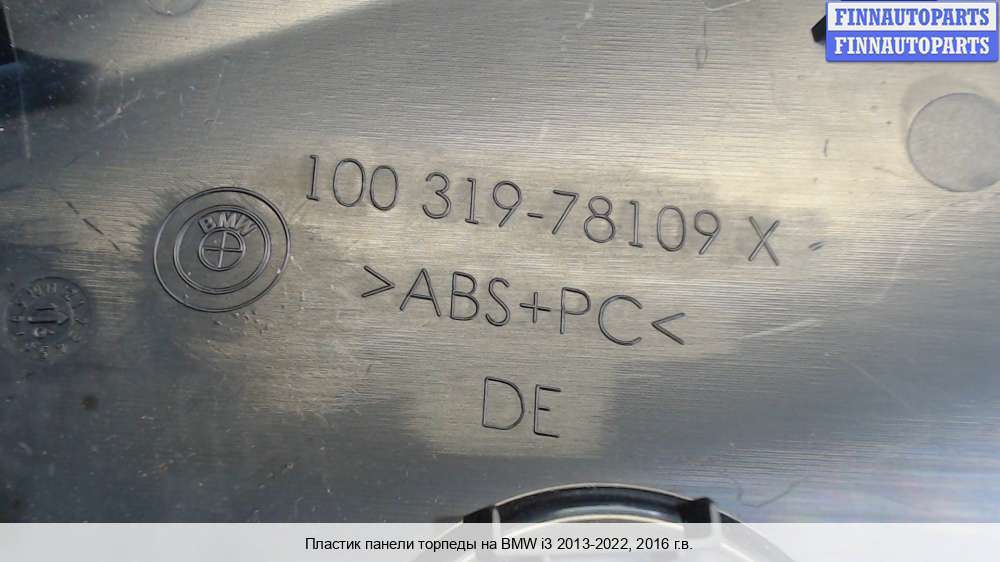 FINNAUTOPARTS
FINNAUTOPARTS
100 319-78109 X
BMW
>ABS+PC<
DE
Пластик панели торпеды на BMW i3 2013-2022, 2016 г.в.